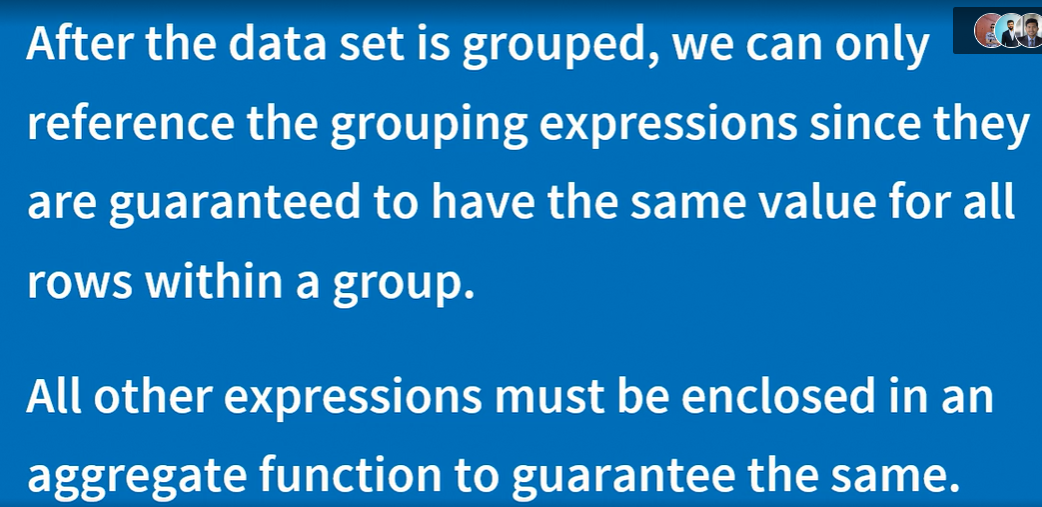 After the data set is grouped, we can only
reference the grouping expressions since they
are guaranteed to have the same value for all
rows within a group.
All other expressions must be enclosed in an
aggregate function to guarantee the same.